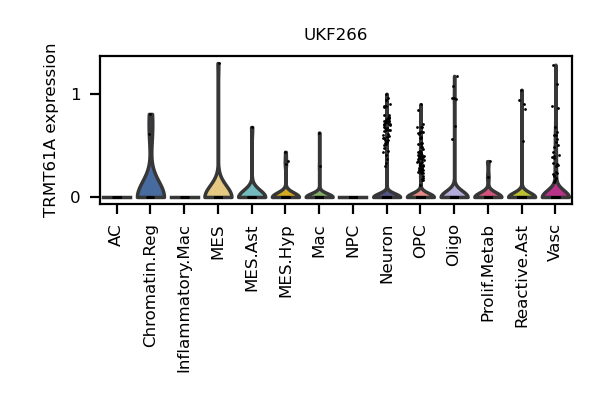 UKF266
TRMT61A expression
1
0
AC
Chromatin.Reg
Inflammatory.Mac
MES
MES.Ast
MES.Hyp
Mac
NPC
Neuron
OPC
Oligo
Prolif.Metab
Reactive.Ast
Vasc